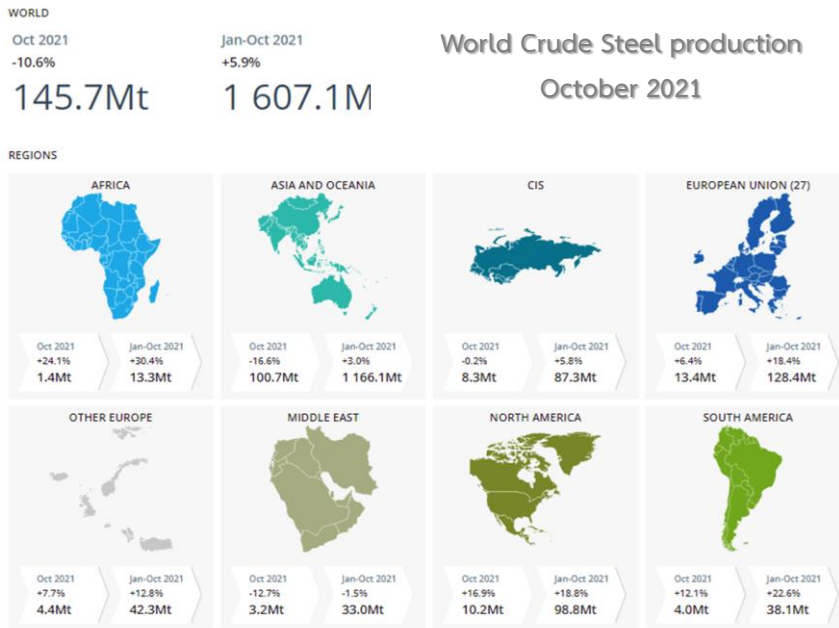 WORLD
Oct 2021
-10.6%
145.7Mt
Jan-Oct 2021
+5.9%
1 607.1M
World Crude Steel production
October 2021
REGIONS
AFRICA
Oct 2021
+24.1%
1.4Mt
Jan-Oct 2021
+30.4%
13.3Mt
ASIA AND OCEANIA
Oct 2021
-16.6%
100.7Mt
Jan-Oct 2021
+3.0%
1 166.1Mt
CIS
Oct 2021
-0.2%
8.3Mt
Jan-Oct 2021
+5.8%
87.3Mt
EUROPEAN UNION (27)
Oct 2021
+6.4%
13.4Mt
Jan-Oct 2021
+18.4%
128.4Mt
OTHER EUROPE
Oct 2021
+7.7%
4.4Mt
Jan-Oct 2021
+12.8%
42.3Mt
MIDDLE EAST
Oct 2021
-12.7%
3.2Mt
Jan-Oct 2021
-1.5%
33.0Mt
NORTH AMERICA
Oct 2021
+16.9%
10.2Mt
Jan-Oct 2021
+18.8%
98.8Mt
SOUTH AMERICA
Oct 2021
+12.1%
4.0Mt
Jan-Oct 2021
+22.6%
38.1Mt